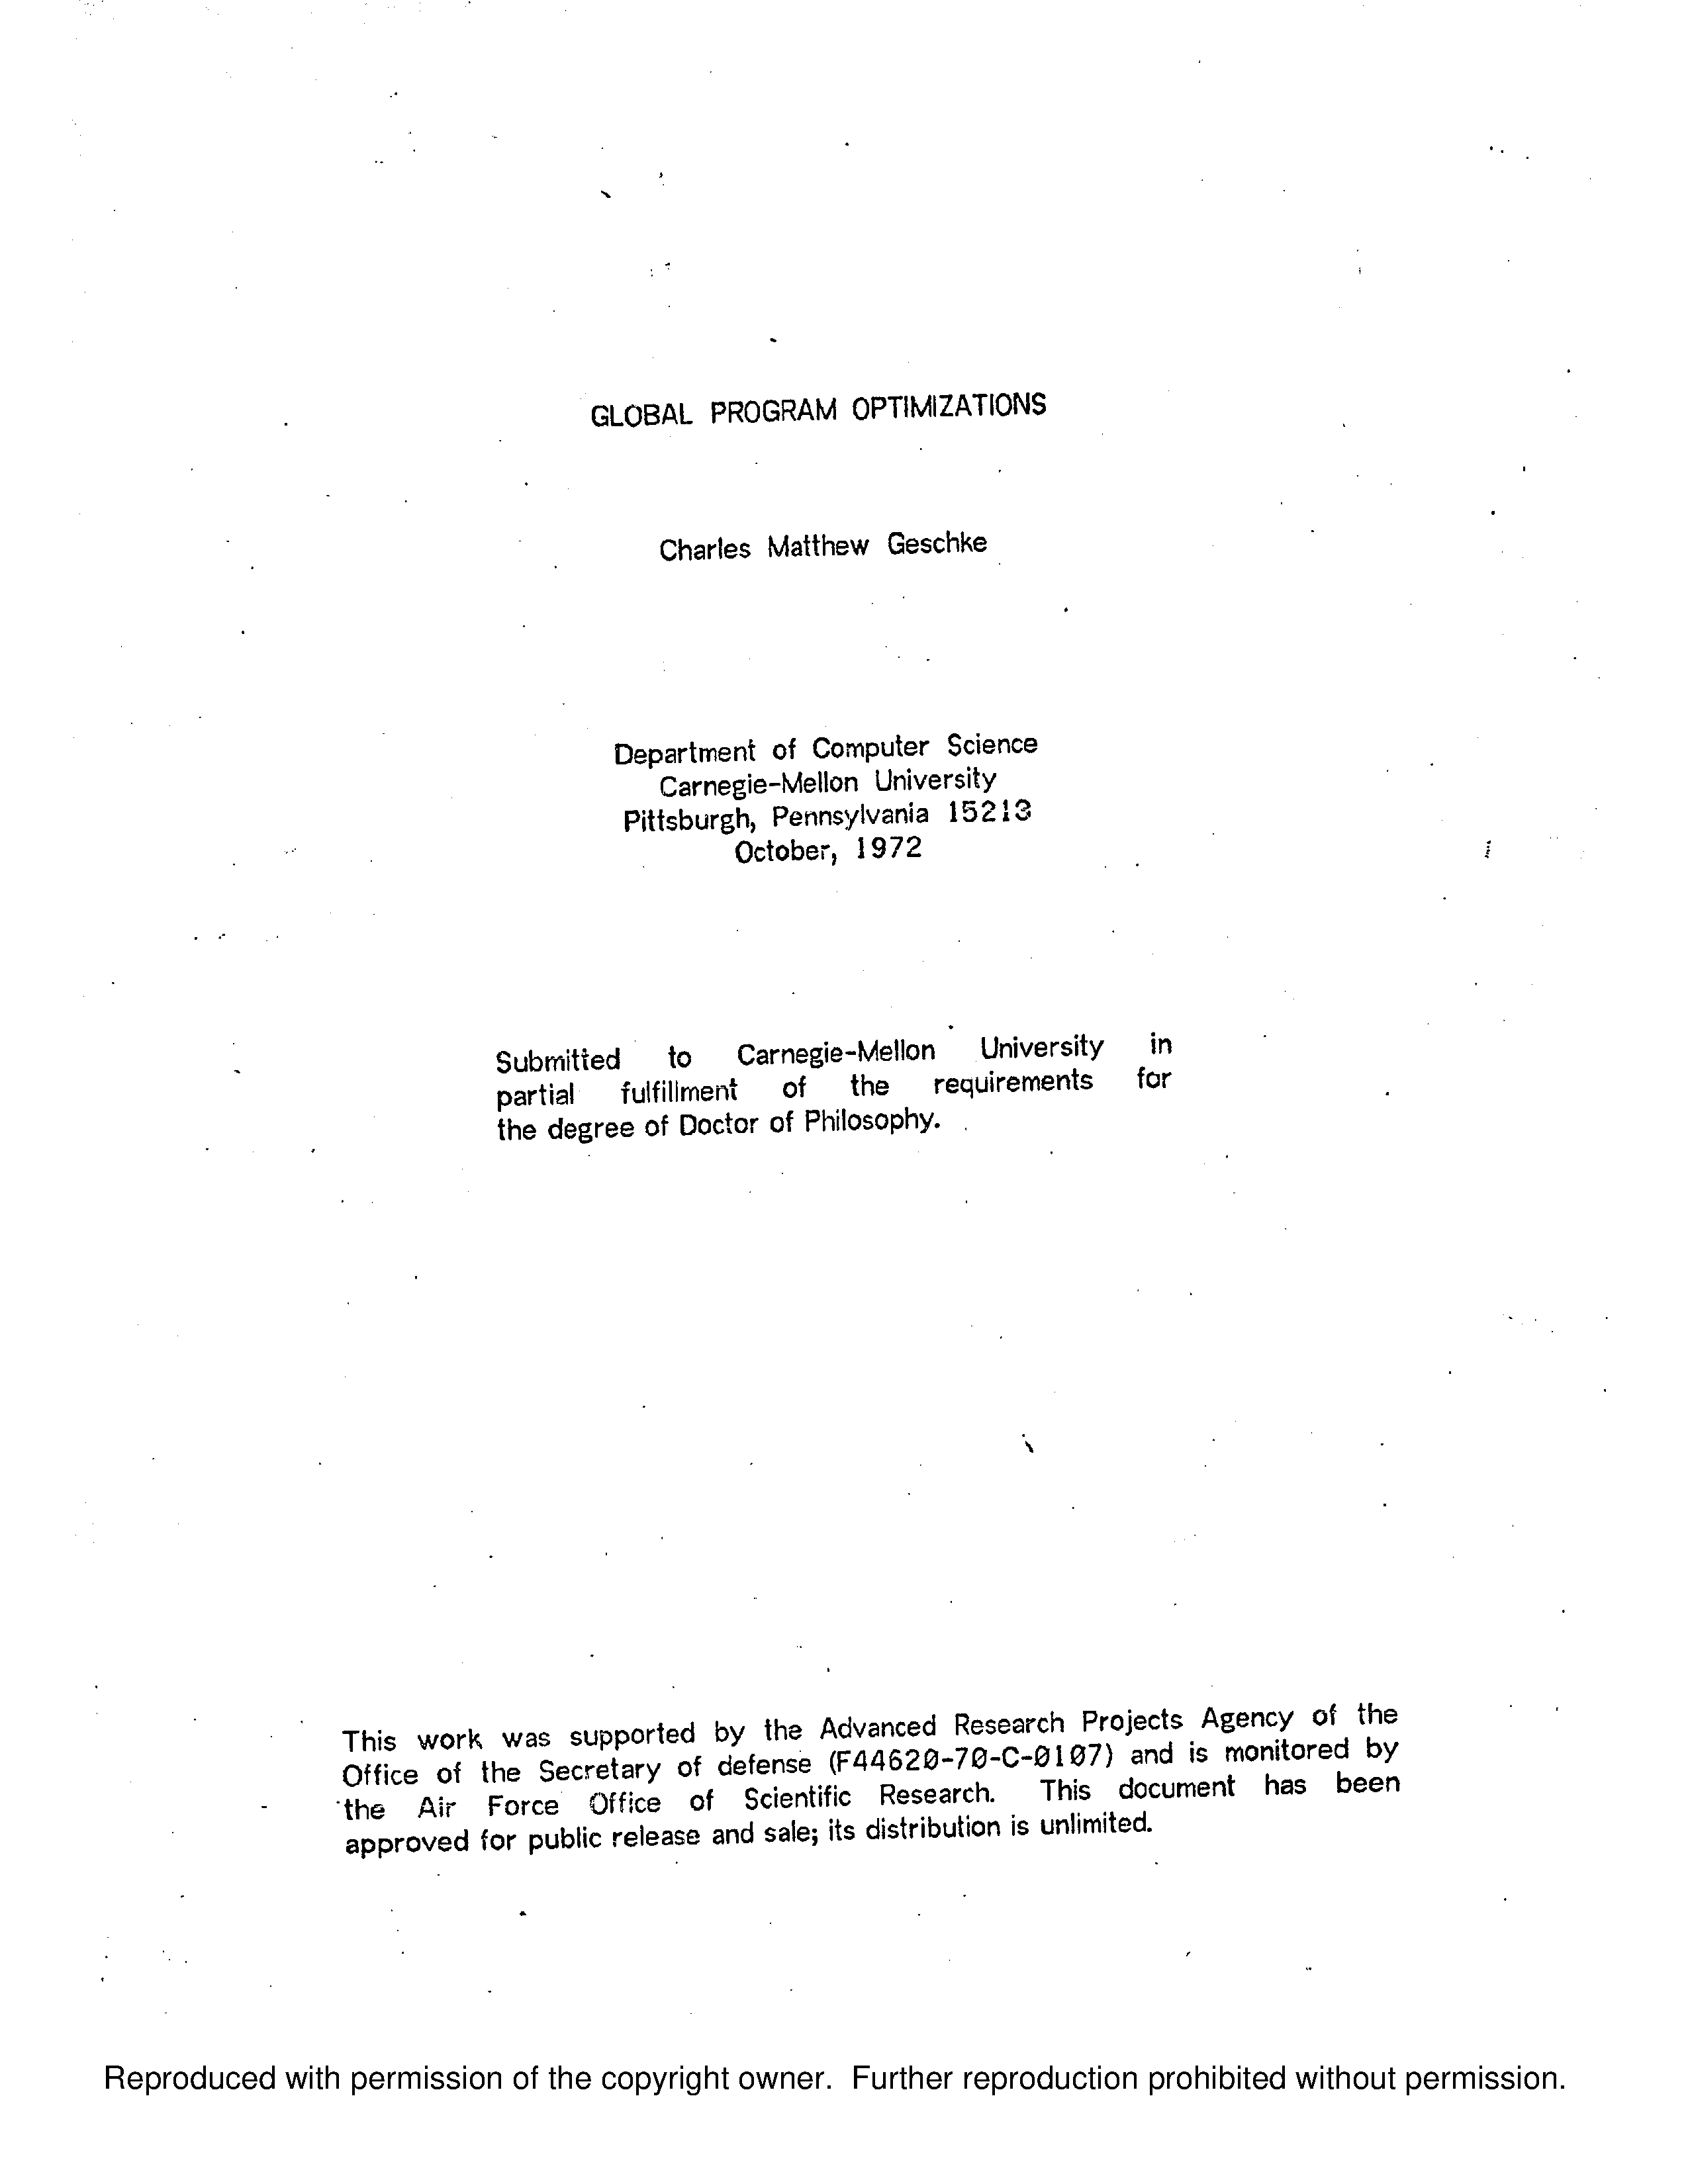 GLOBAL PROGRAM OPTIMIZATIONS
Charles Matthew Geschke
Department of Computer Science
Carnegie-Mellon University
Pittsburgh, Pennsylvania 15213
October, 1972
Submitted to Carnegie-Mellon University in
partial fulfillment of the requirements for
the degree of Doctor of Philosophy.
This work was supported by the Advanced Research Projects Agency of the
Office of the Secretary of defense (F44620-70-C-0107) and is monitored by
the Air Force Office of Scientific Research. This document has been
approved for public release and sale; its distribution is unlimited.
Reproduced with permission of the copyright owner. Further reproduction prohibited without permission.